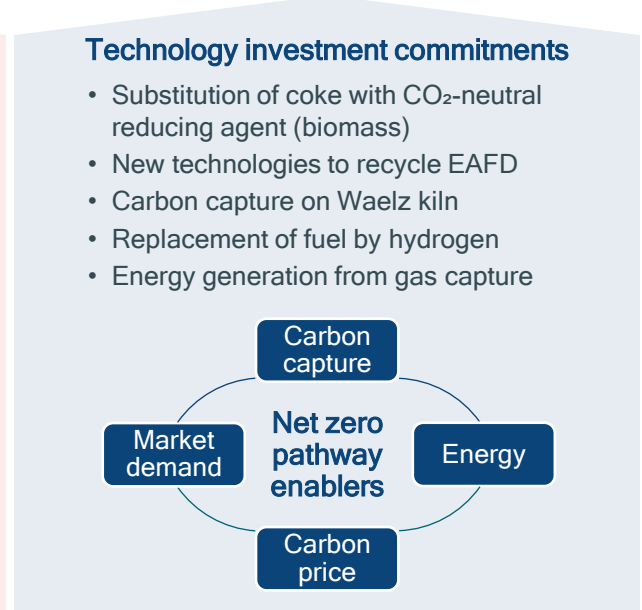 Technology investment commitments
• Substitution of coke with CO₂-neutral
reducing agent (biomass)
• New technologies to recycle EAFD
• Carbon capture on Waelz kiln
• Replacement of fuel by hydrogen
• Energy generation from gas capture
Carbon
capture
Market
demand
Net zero
pathway
enablers
Energy
Carbon
price